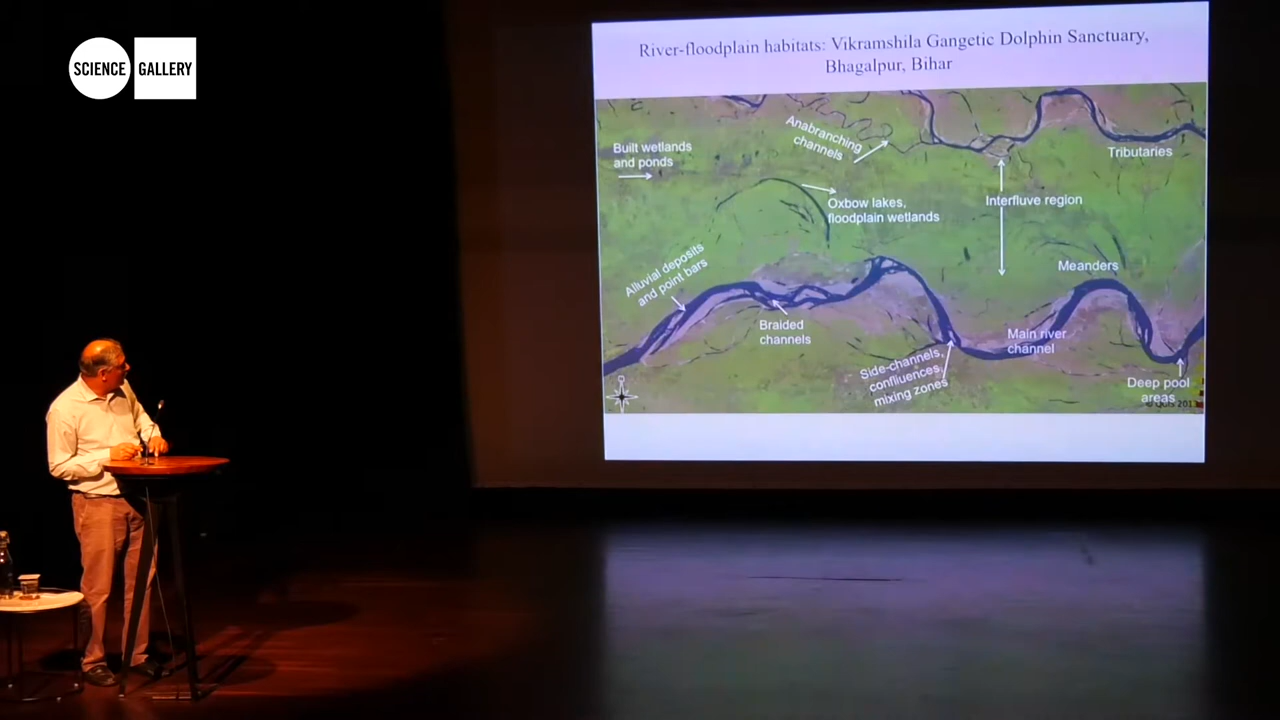 SCIENCE GALLERY
River-floodplain habitats: Vikramshila Gangetic Dolphin Sanctuary,
Bhagalpur, Bihar
Anabranching
channels
Built wetlands
and ponds
Tributaries
Oxbow lakes,
floodplain wetlands
Interfluve region
Alluvial deposits
and point bars
Meanders
Braided
channels
Main river
channel
Side-channels,
confluences,
mixing zones
Deep pool
areas